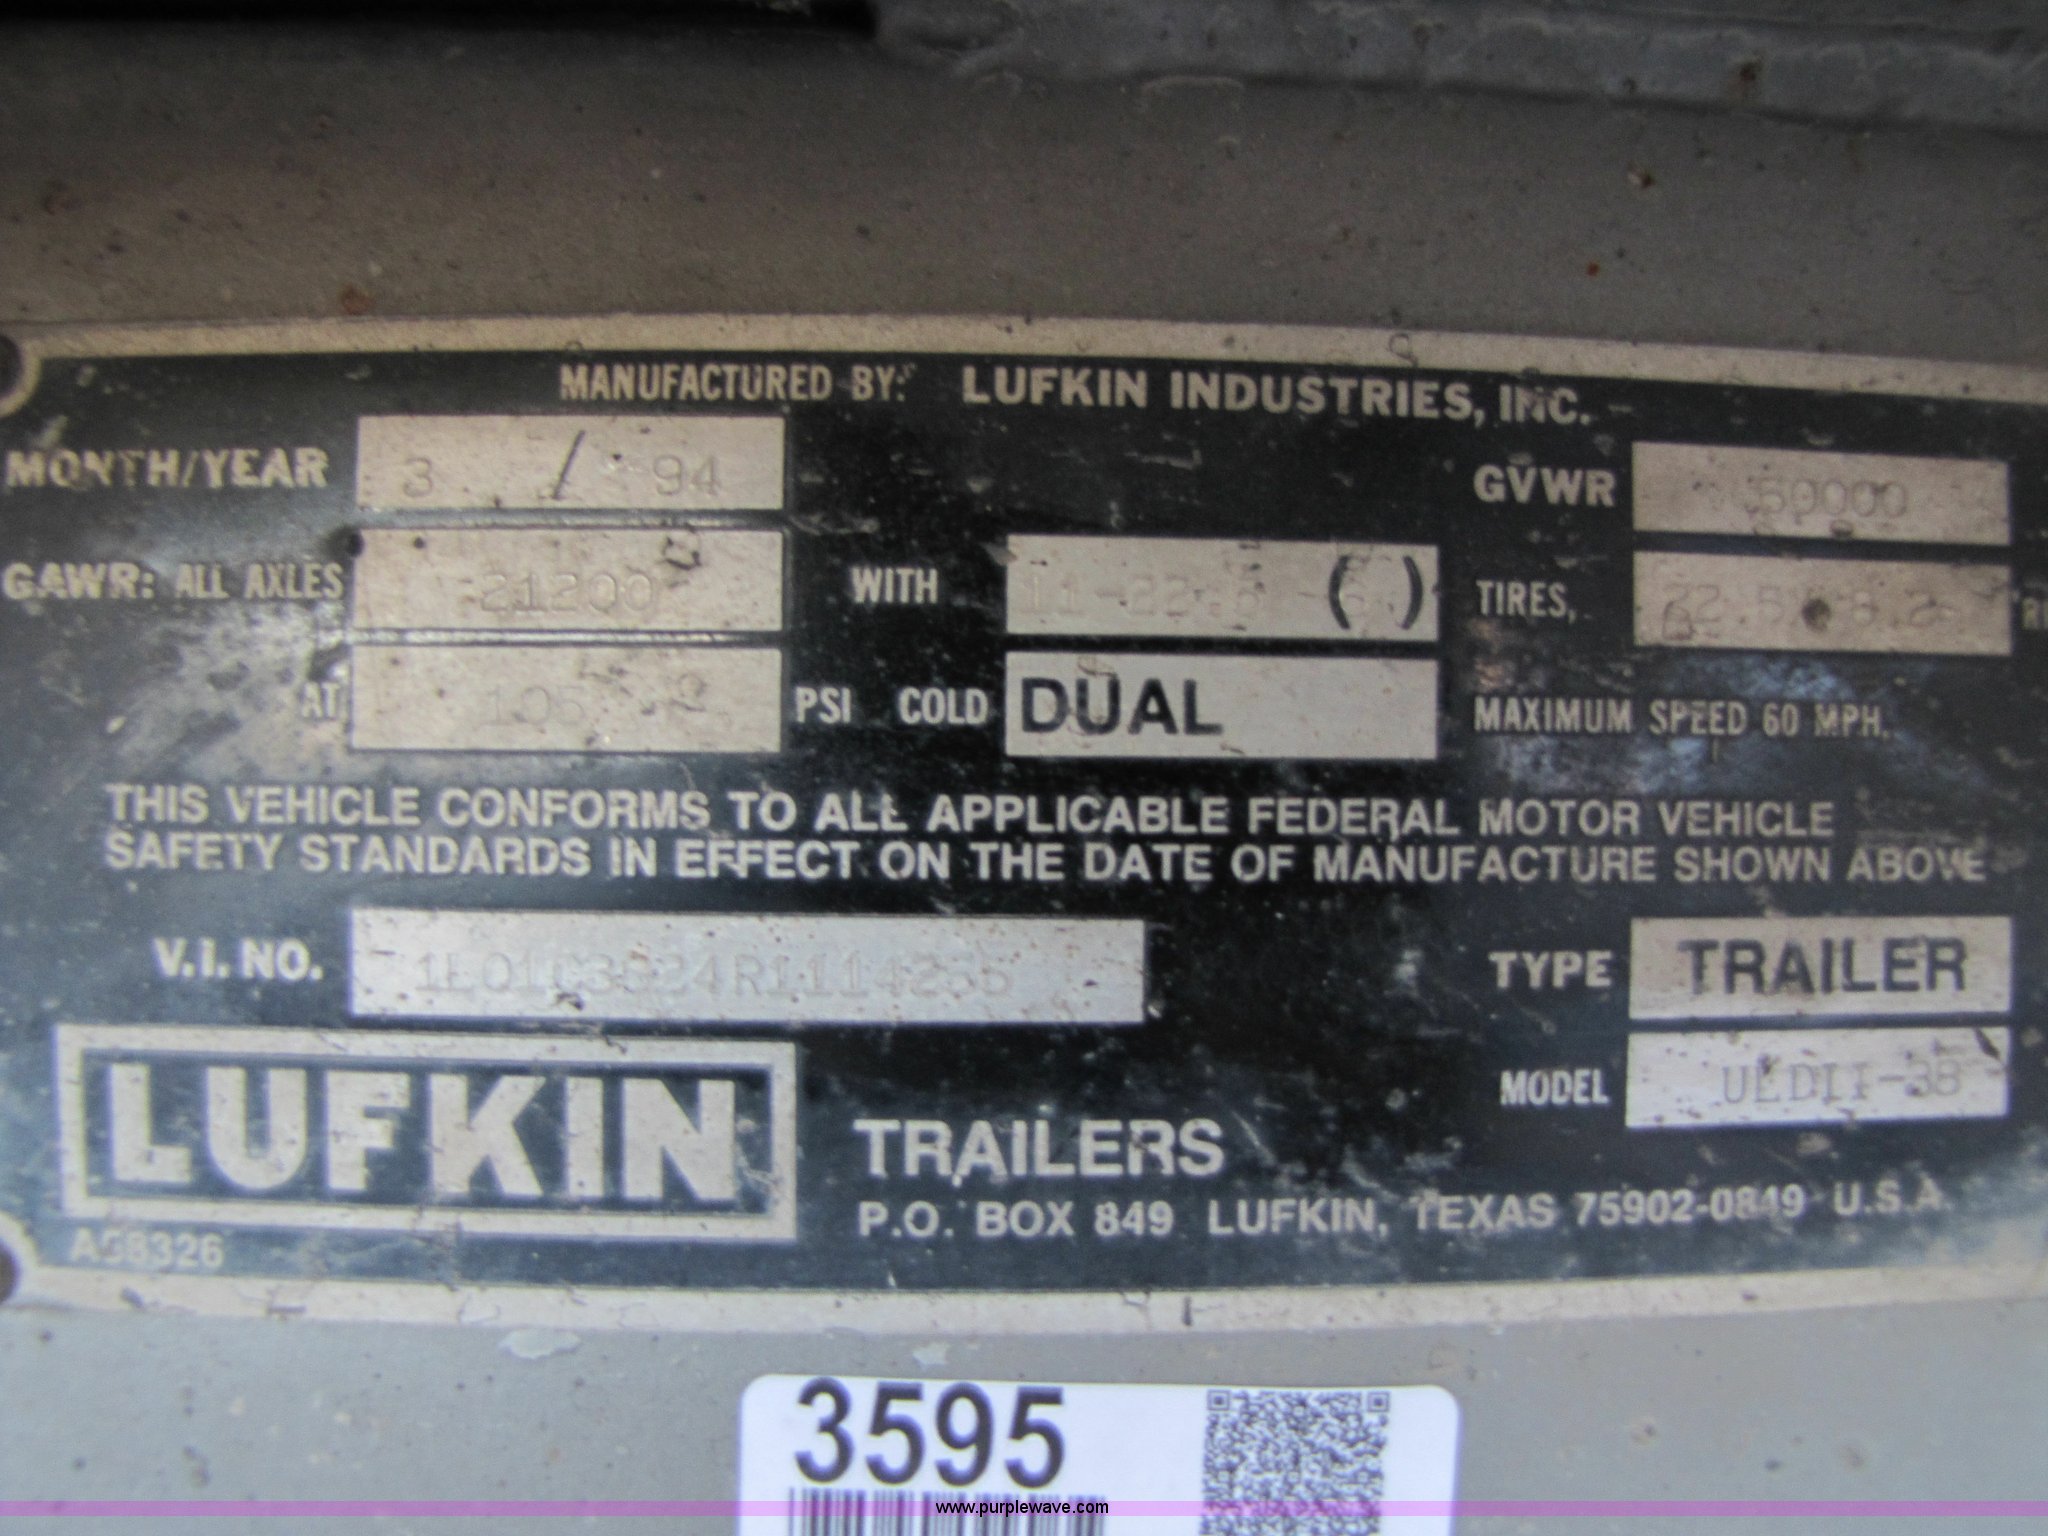 MANUFACTURED BY: LUFKIN INDUSTRIES, INC.
MONTH/YEAR 3 / 94 GVWR 50000
GAWR: ALL AXLES 21200 WITH ( ) TIRES,
AT 105 PSI COLD DUAL MAXIMUM SPEED 60 MPH.
THIS VEHICLE CONFORMS TO ALL APPLICABLE FEDERAL MOTOR VEHICLE
SAFETY STANDARDS IN EFFECT ON THE DATE OF MANUFACTURE SHOWN ABOVE
V.I. NO. TYPE TRAILER
MODEL
LUFKIN TRAILERS
P.O. BOX 849 LUFKIN, TEXAS 75902-0849 U.S.A.
3595
www.purplewave.com